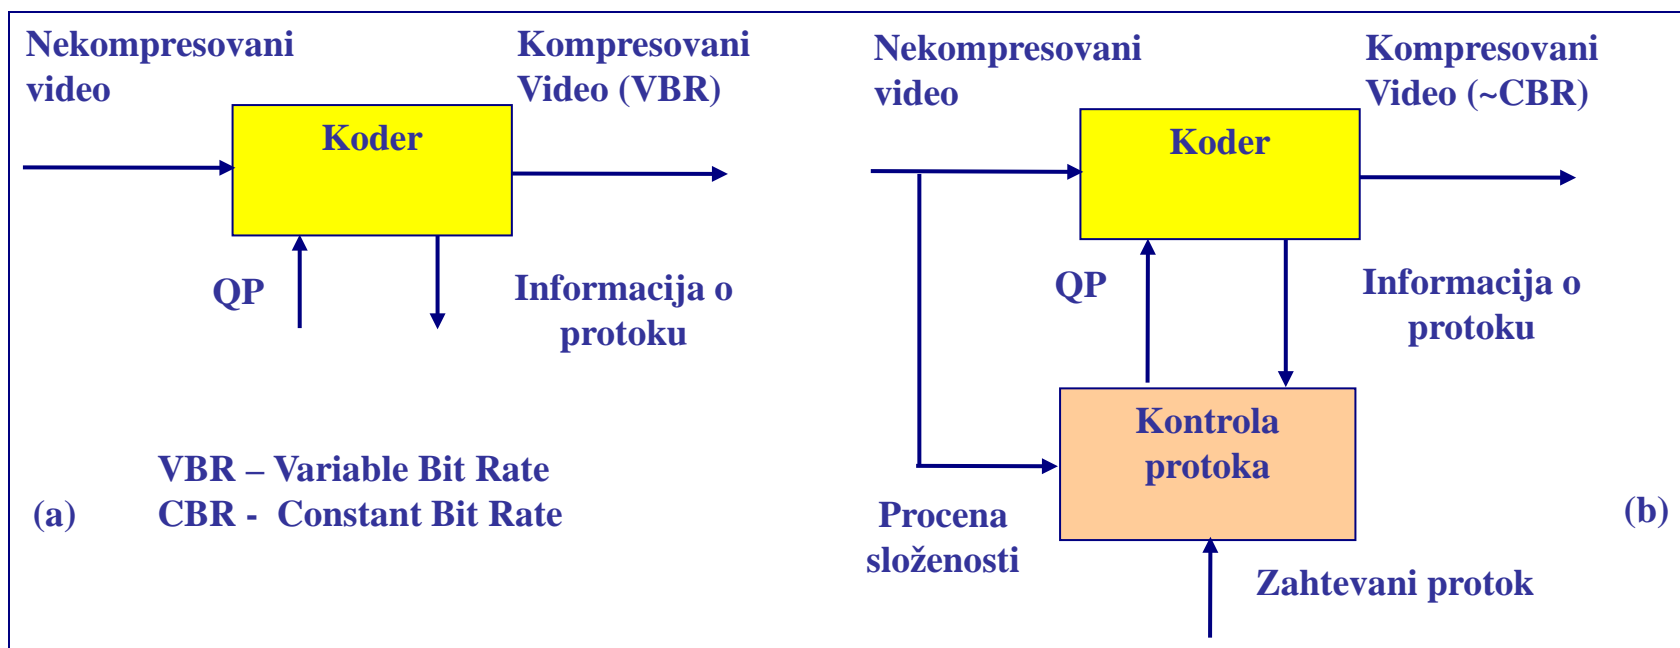 Nekompresovani
video
Kompresovani
Video (VBR)
Koder
QP
Informacija o
protoku
VBR – Variable Bit Rate
CBR -  Constant Bit Rate
(a)
Nekompresovani
video
Kompresovani
Video (~CBR)
Koder
QP
Informacija o
protoku
Kontrola
protoka
Procena
složenosti
Zahtevani protok
(b)